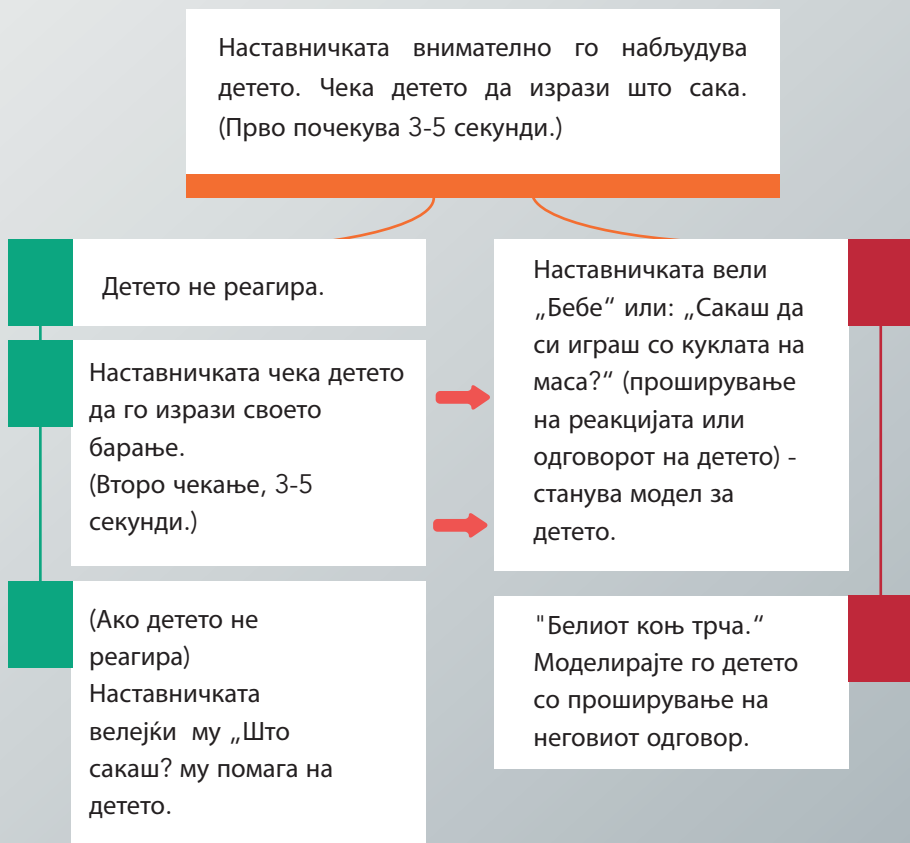 Наставничката внимателно го набљудува
детето. Чека детето да изрази што сака.
(Прво почекува 3-5 секунди.)
Детето не реагира.
Наставничката чека детето
да го изрази своето
барање.
(Второ чекање, 3-5
секунди.)
(Ако детето не
реагира)
Наставничката
велејќи му „Што
сакаш? му помага на
детето.
Наставничката вели
„Бебе“ или: „Сакаш да
си играш со куклата на
маса?“ (проширување
на реакцијата или
одговорот на детето) -
станува модел за
детето.
"Белиот коњ трча.“
Моделирајте го детето
со проширување на
неговиот одговор.